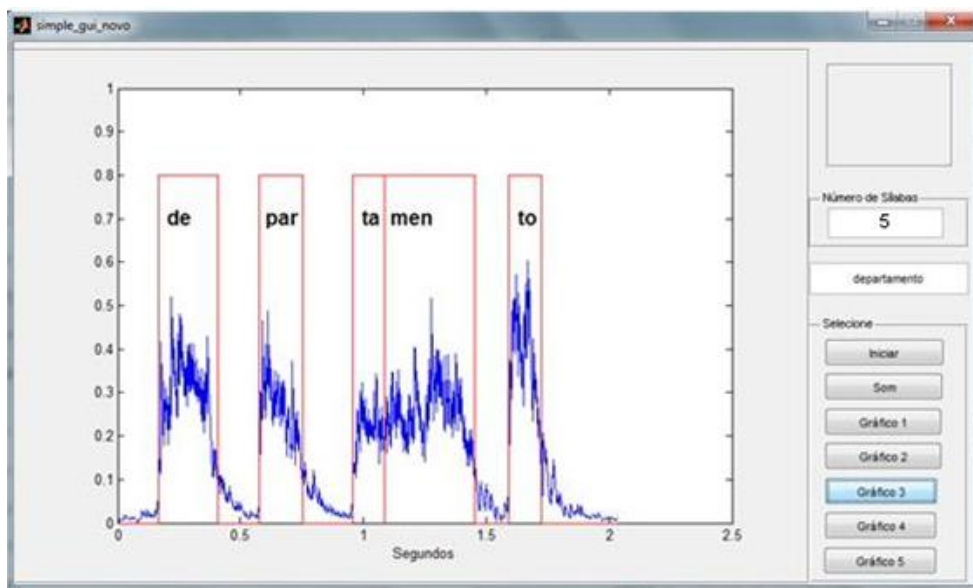 simple_gui_novo
1
0.9
0.8
0.7
0.6
0.5
0.4
0.3
0.2
0.1
0
de par ta men to
0 0.5 1 1.5 2 2.5
Segundos
Número de Sílabas
5
departamento
Selecione
Iniciar
Som
Gráfico 1
Gráfico 2
Gráfico 3
Gráfico 4
Gráfico 5